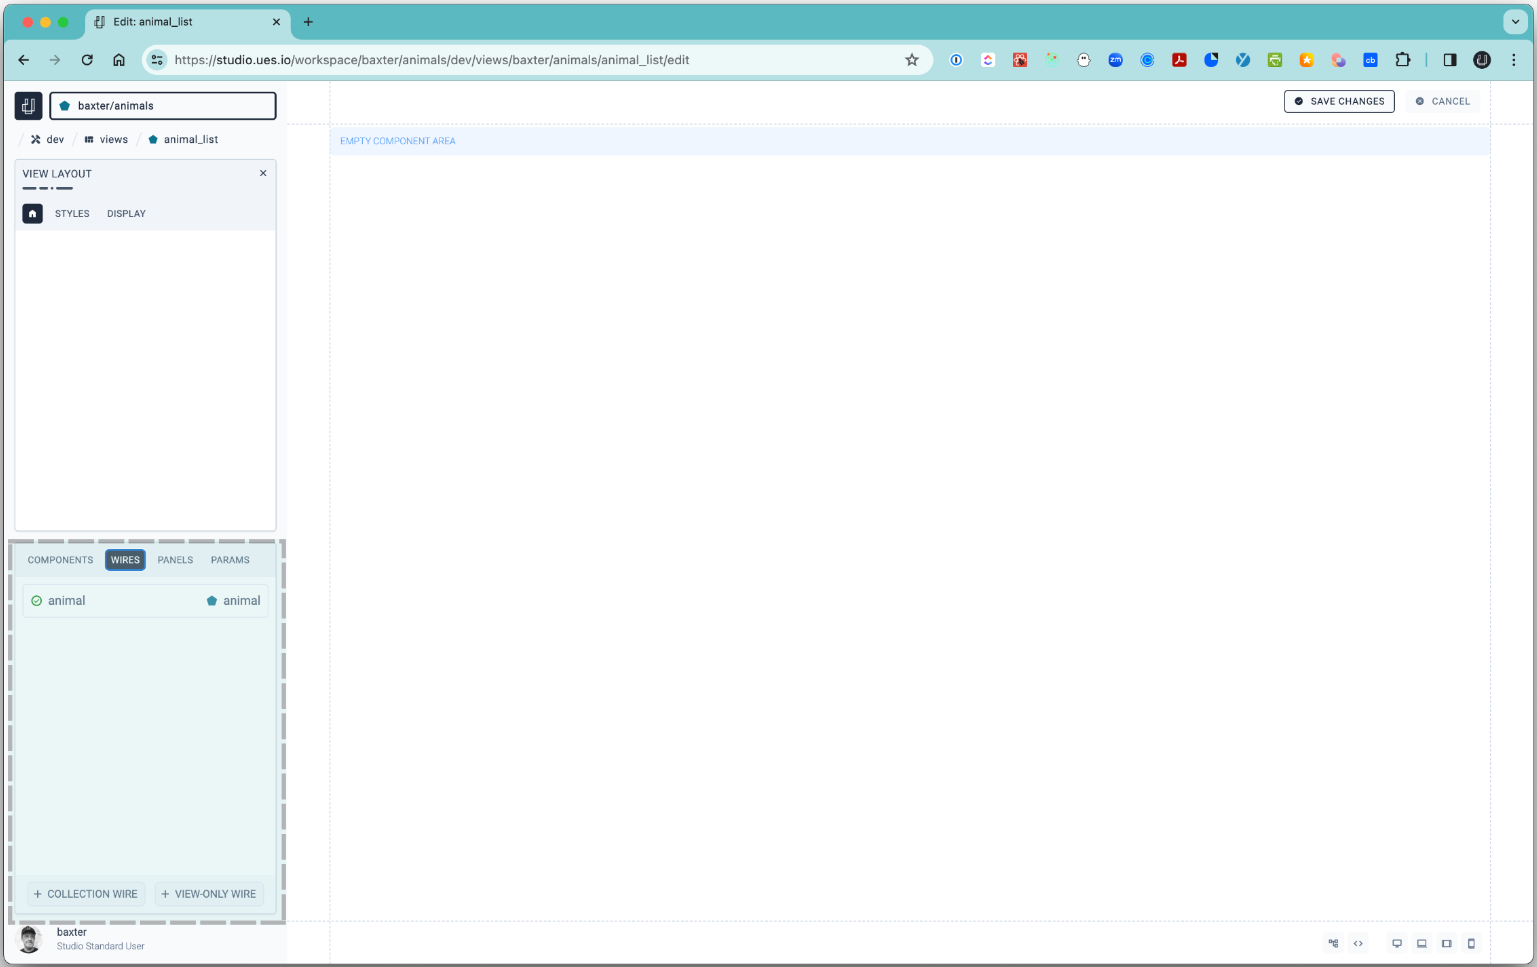 Edit: animal_list
https://studio.ues.io/workspace/baxter/animals/dev/views/baxter/animals/animal_list/edit
zm
cb
baxter/animals
SAVE CHANGES
CANCEL
/ dev / views / animal_list
EMPTY COMPONENT AREA
VIEW LAYOUT
STYLES
DISPLAY
COMPONENTS
WIRES
PANELS
PARAMS
animal
animal
+ COLLECTION WIRE
+ VIEW-ONLY WIRE
baxter
Studio Standard User